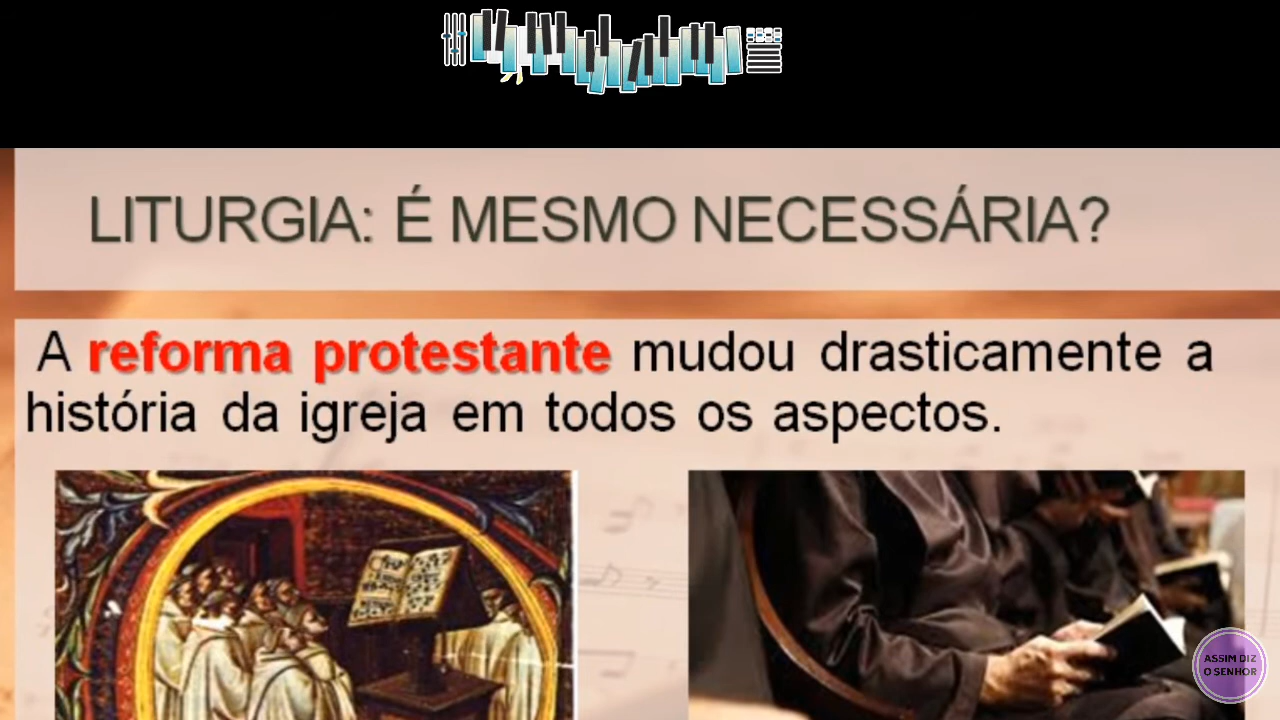 LITURGIA: É MESMO NECESSÁRIA?
A reforma protestante mudou drasticamente a
história da igreja em todos os aspectos.
ASSIM DIZ
O SENHOR